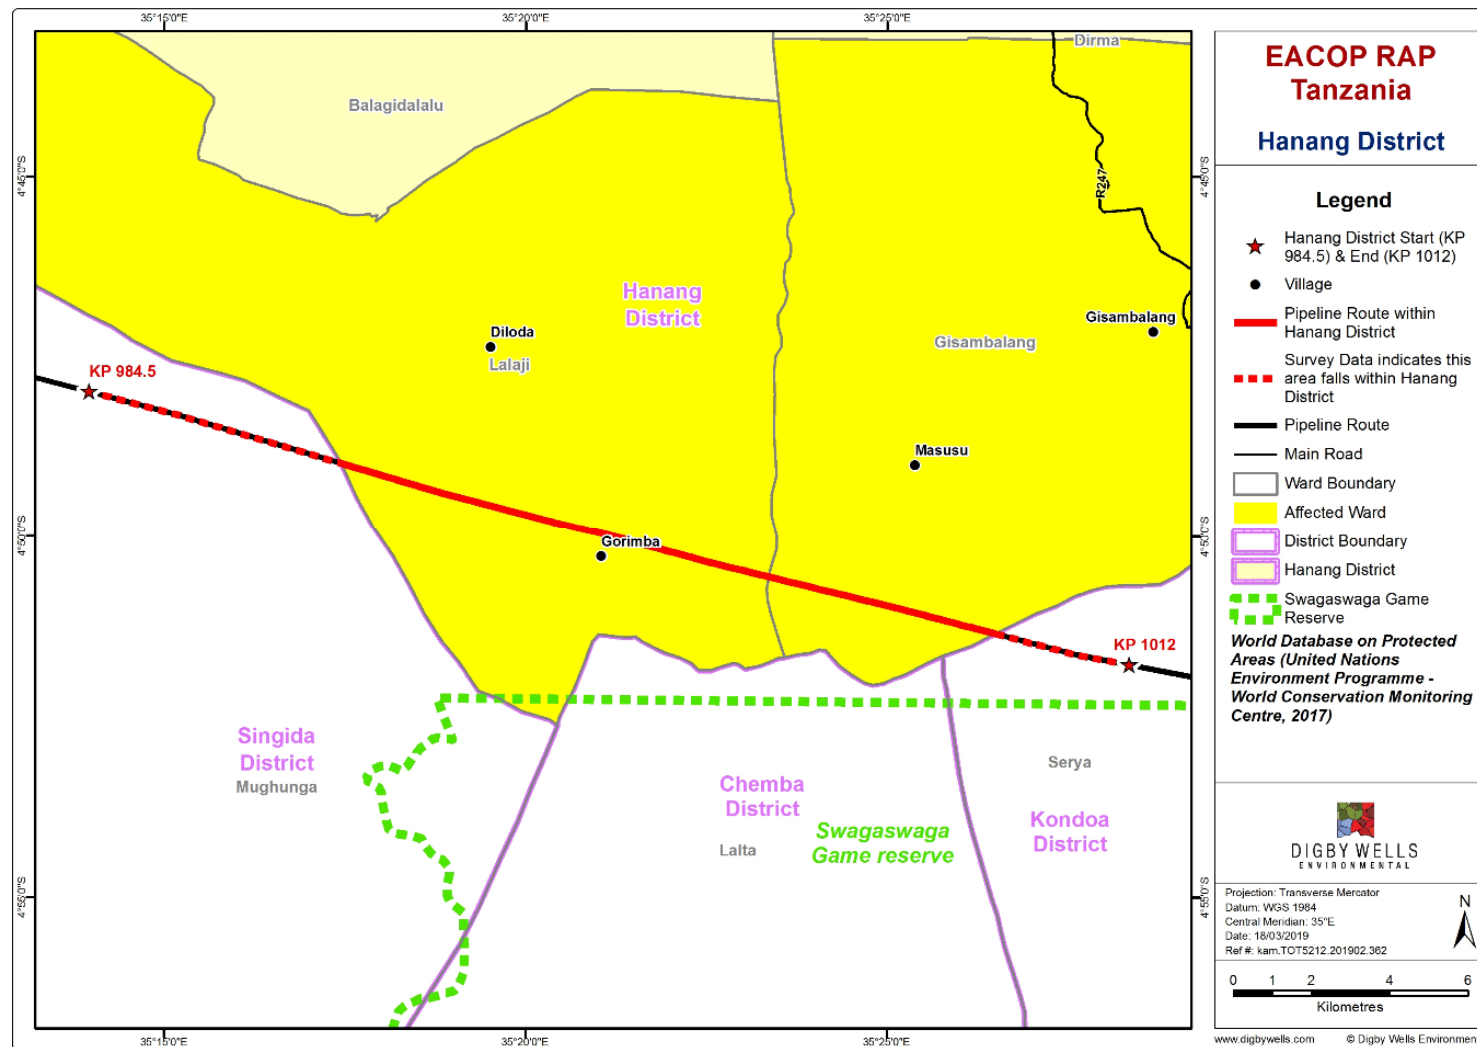 35°15'0"E
35°20'0"E
35°25'0"E
4°45'0"S
4°45'0"S
4°50'0"S
4°50'0"S
4°55'0"S
4°55'0"S
35°15'0"E
35°20'0"E
35°25'0"E
Dirma
Balagidalalu
R247
Hanang
District
Diloda
Lalaji
Gisambalang
Gisambalang
KP 984.5
Masusu
Gorimba
KP 1012
Singida
District
Mughunga
Chemba
District
Lalta
Swagaswaga
Game reserve
Serya
Kondoa
District
EACOP RAP
Tanzania
Hanang District
Legend
Hanang District Start (KP
984.5) & End (KP 1012)
Village
Pipeline Route within
Hanang District
Survey Data indicates this
area falls within Hanang
District
Pipeline Route
Main Road
Ward Boundary
Affected Ward
District Boundary
Hanang District
Swagaswaga Game
Reserve
World Database on Protected
Areas (United Nations
Environment Programme -
World Conservation Monitoring
Centre, 2017)
DIGBY WELLS
ENVIRONMENTAL
Projection: Transverse Mercator
Datum: WGS 1984
Central Meridian: 35°E
Date: 18/03/2019
Ref #: kam.TOT5212.201902.362
N
0 1 2 4 6
Kilometres
www.digbywells.com © Digby Wells Environmen